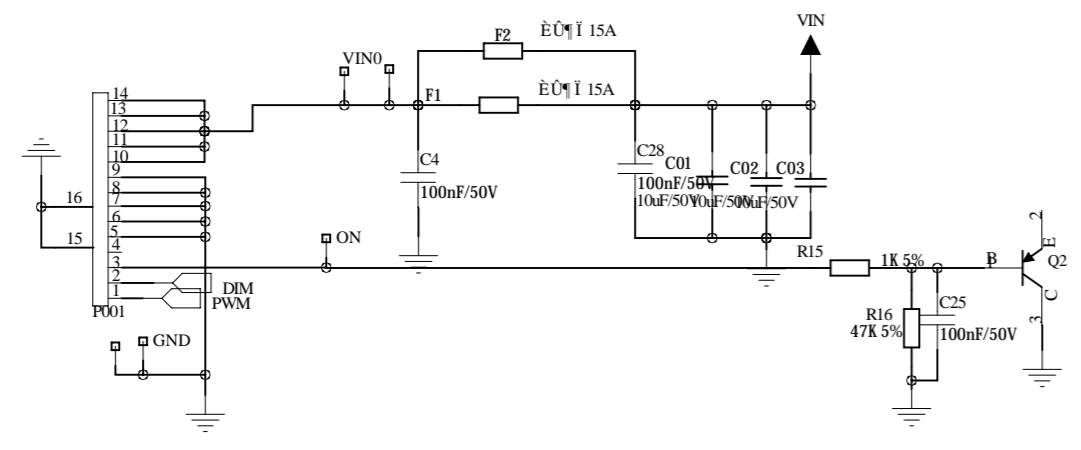 VIN
F2 ÈÛ¶Ï 15A
VIN0
F1 ÈÛ¶Ï 15A
14
13
12
11
10
9
8
7
6
5
4
3
2
1
16
15
P001
DIM
PWM
GND
ON
C4
100nF/50V
C28
100nF/50V
10uF/50V
C01
10uF/50V
C02
10uF/50V
C03
R15
1K 5%
R16
47K 5%
C25
100nF/50V
B
2
E
Q2
C
3